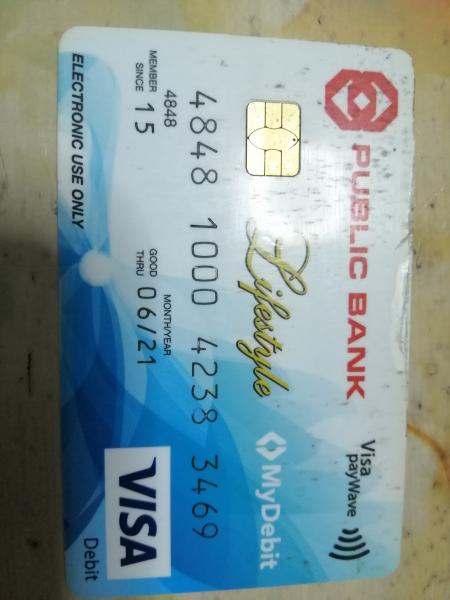 PUBLIC BANK
Visa
payWave
Lifestyle
MyDebit
4848 1000 4238 3469
4848
MEMBER
SINCE 15
MONTH/YEAR
GOOD
THRU 06/21
ELECTRONIC USE ONLY
VISA
Debit